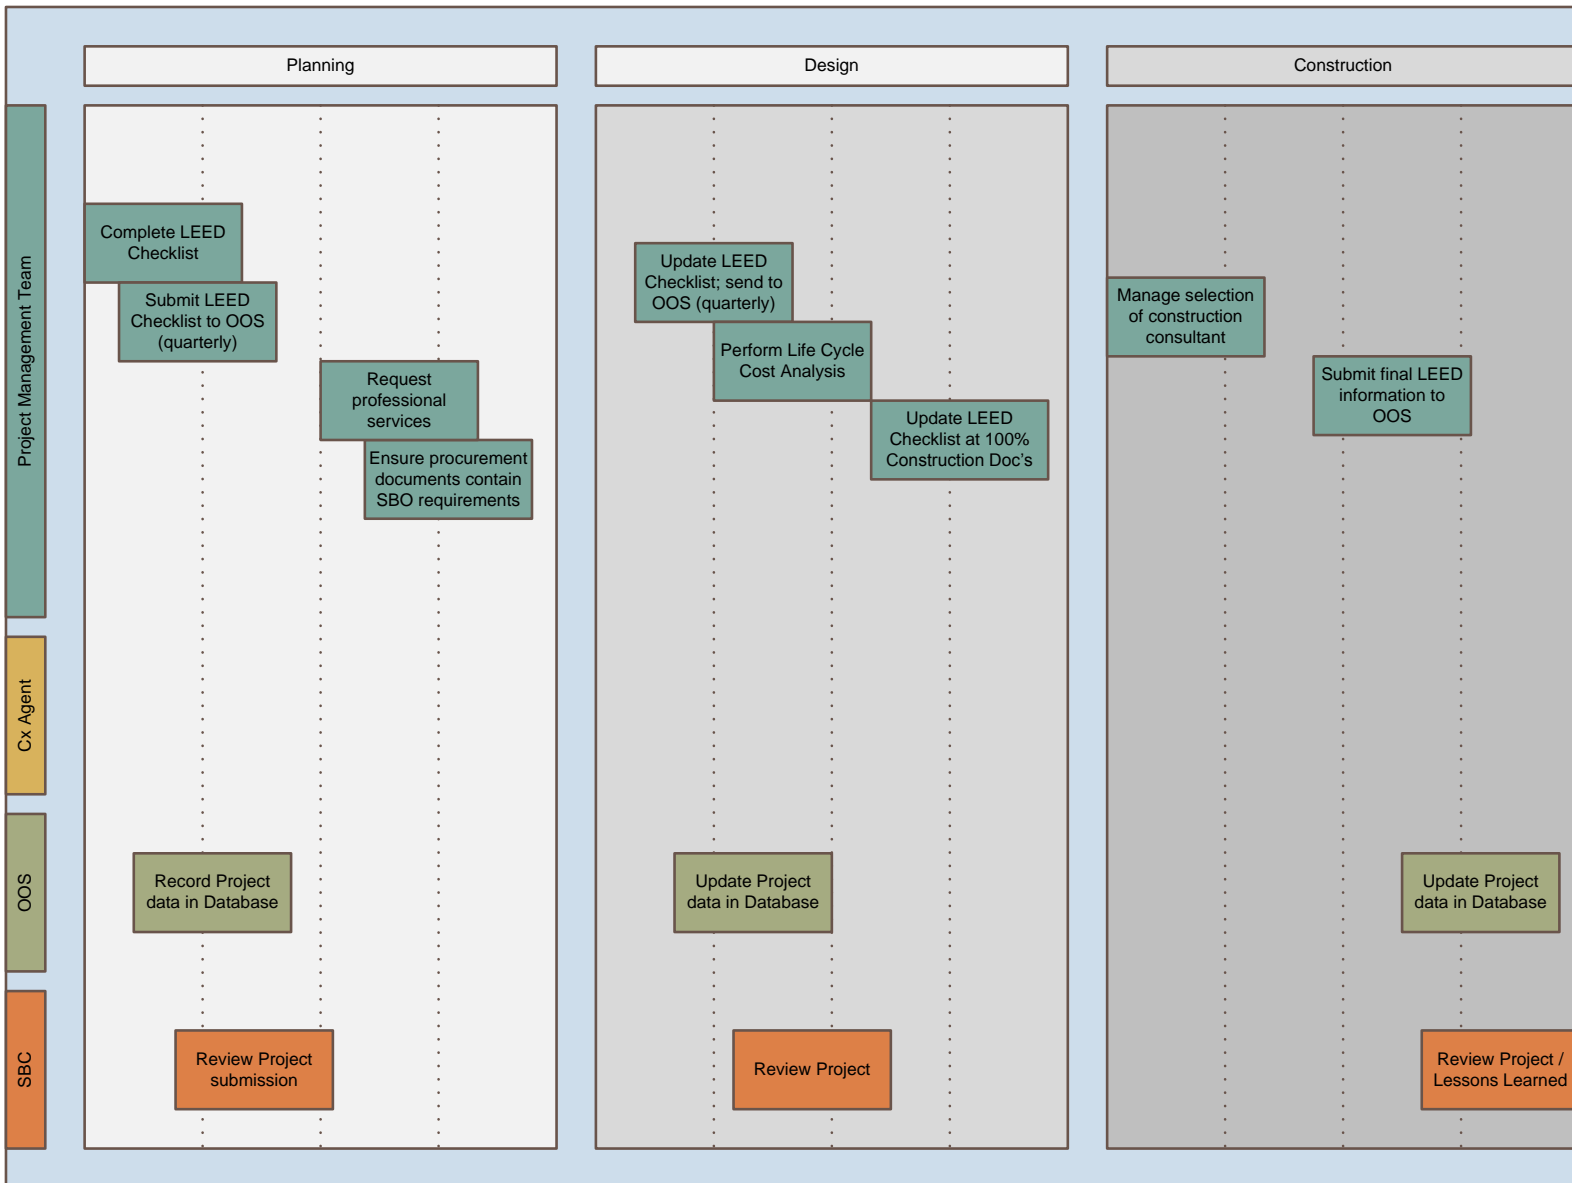 Planning
Design
Construction
Project Management Team
Complete LEED
Checklist
Submit LEED
Checklist to OOS
(quarterly)
Request
professional
services
Ensure procurement
documents contain
SBO requirements
Update LEED
Checklist; send to
OOS (quarterly)
Perform Life Cycle
Cost Analysis
Update LEED
Checklist at 100%
Construction Doc's
Manage selection
of construction
consultant
Submit final LEED
information to
OOS
Cx Agent
OOS
Record Project
data in Database
Update Project
data in Database
Update Project
data in Database
SBC
Review Project
submission
Review Project
Review Project /
Lessons Learned